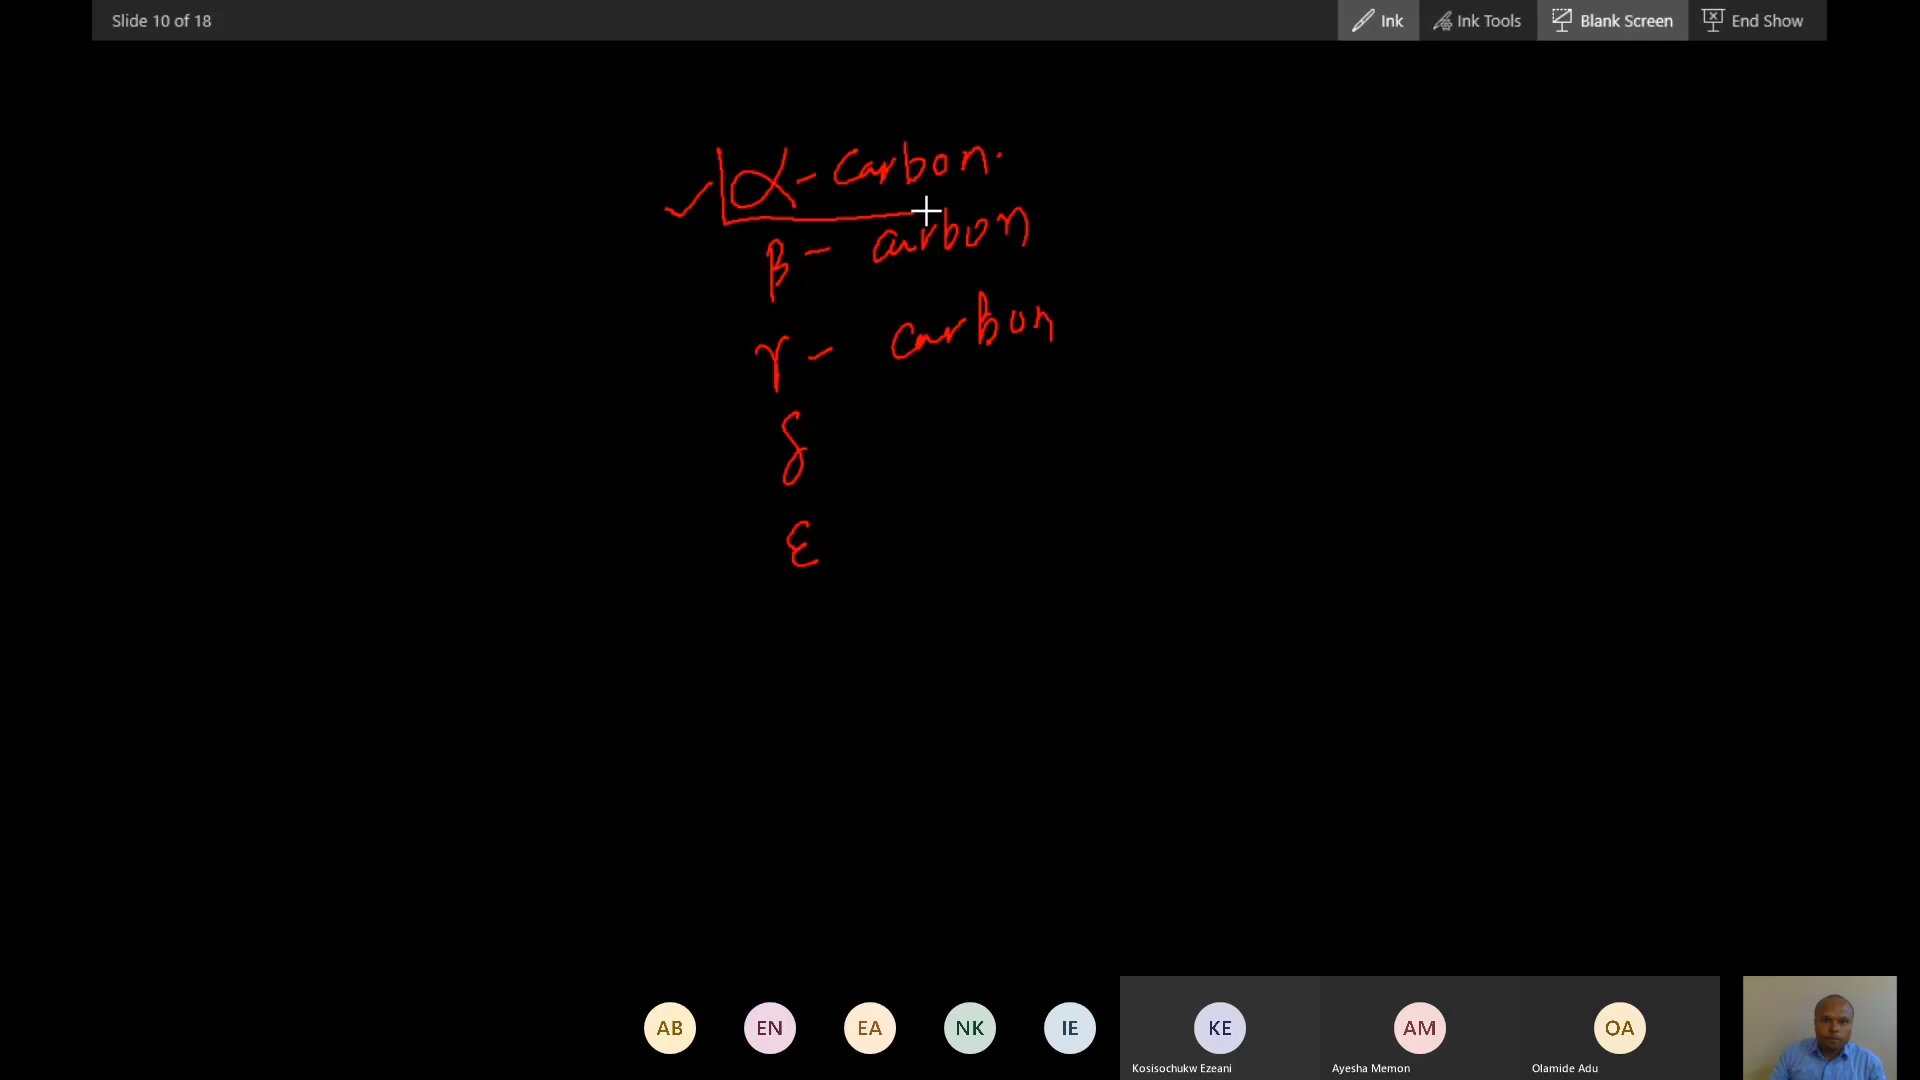 Slide 10 of 18
Ink
Ink Tools
Blank Screen
End Show
α - Carbon.
β - carbon
γ - carbon
δ
ε
AB
EN
EA
NK
IE
KE
AM
OA
Kosisochukw Ezeani
Ayesha Memon
Olamide Adu